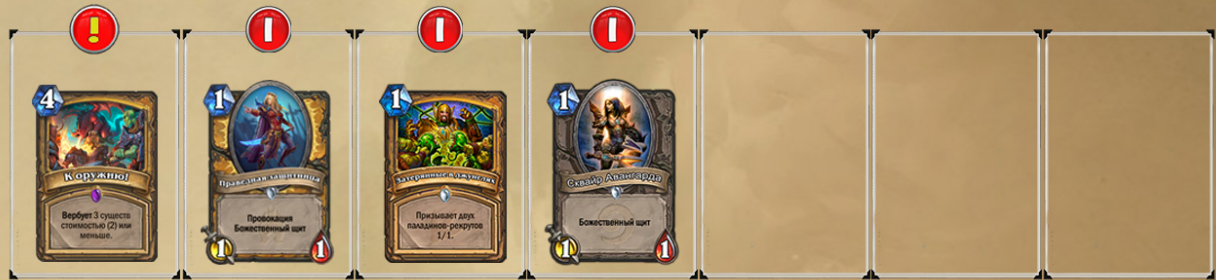 !
I
I
I
4
К оружию!
Вербует 3 существ
стоимостью (2) или
меньше.
1
Праведная защитница
Провокация
Божественный щит
1
1
1
Затерянные в джунглях
Призывает двух
паладинов-рекрутов
1/1.
1
Сквайр Авангарда
Божественный щит
1
1